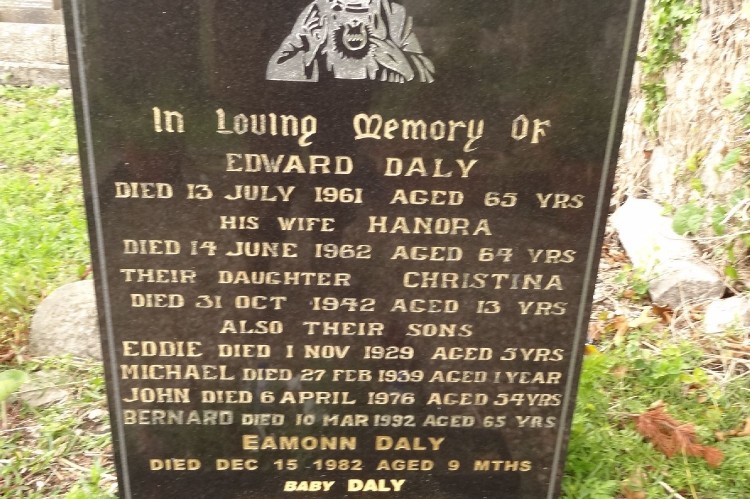 In Loving Memory Of
EDWARD DALY
DIED 13 JULY 1961 AGED 65 YRS
HIS WIFE HANORA
DIED 14 JUNE 1962 AGED 64 YRS
THEIR DAUGHTER CHRISTINA
DIED 31 OCT 1942 AGED 13 YRS
ALSO THEIR SONS
EDDIE DIED 1 NOV 1929 AGED 5YRS
MICHAEL DIED 27 FEB 1939 AGED 1 YEAR
JOHN DIED 6 APRIL 1976 AGED 54YRS
BERNARD DIED 10 MAR 1992 AGED 65 YRS
EAMONN DALY
DIED DEC 15 1982 AGED 9 MTHS
BABY DALY